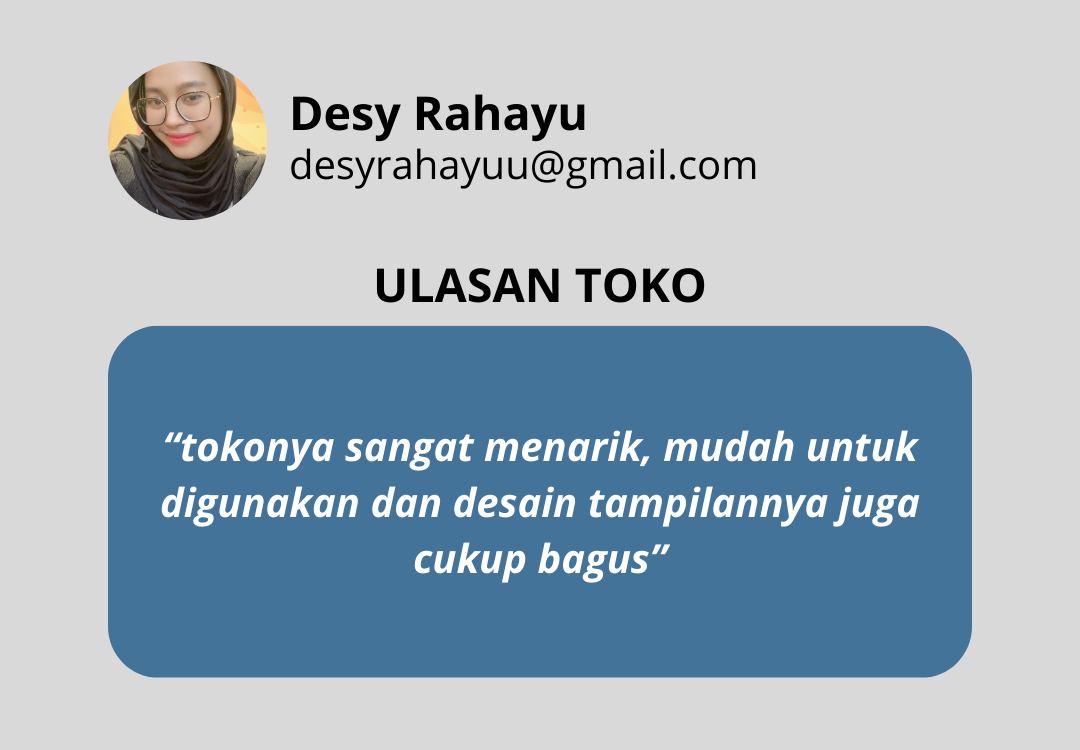 Desy Rahayu
desyrahayuu@gmail.com
ULASAN TOKO
“tokonya sangat menarik, mudah untuk
digunakan dan desain tampilannya juga
cukup bagus”